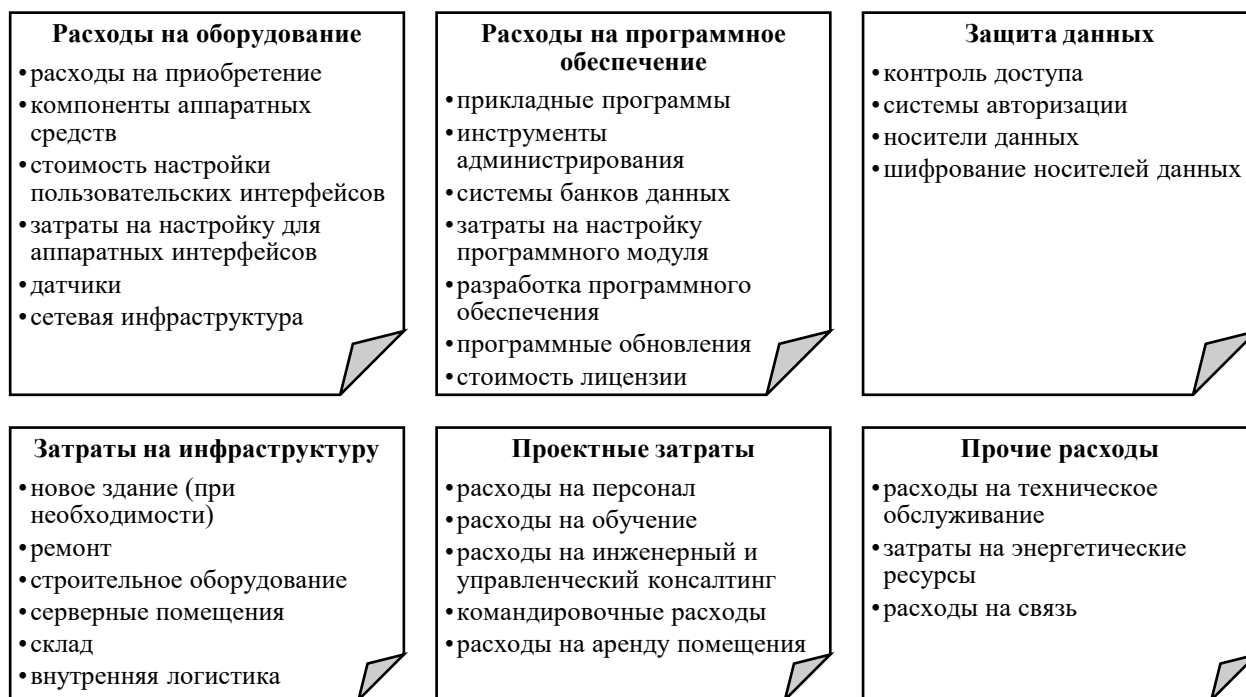 Расходы на оборудование
•расходы на приобретение
•компоненты аппаратных
средств
•стоимость настройки
пользовательских интерфейсов
•затраты на настройку для
аппаратных интерфейсов
•датчики
•сетевая инфраструктура
Расходы на программное
обеспечение
•прикладные программы
•инструменты
администрирования
•системы банков данных
•затраты на настройку
программного модуля
•разработка программного
обеспечения
•программные обновления
•стоимость лицензии
Защита данных
•контроль доступа
•системы авторизации
•носители данных
•шифрование носителей данных
Затраты на инфраструктуру
•новое здание (при
необходимости)
•ремонт
•строительное оборудование
•серверные помещения
•склад
•внутренняя логистика
Проектные затраты
•расходы на персонал
•расходы на обучение
•расходы на инженерный и
управленческий консалтинг
•командировочные расходы
•расходы на аренду помещения
Прочие расходы
•расходы на техническое
обслуживание
•затраты на энергетические
ресурсы
•расходы на связь